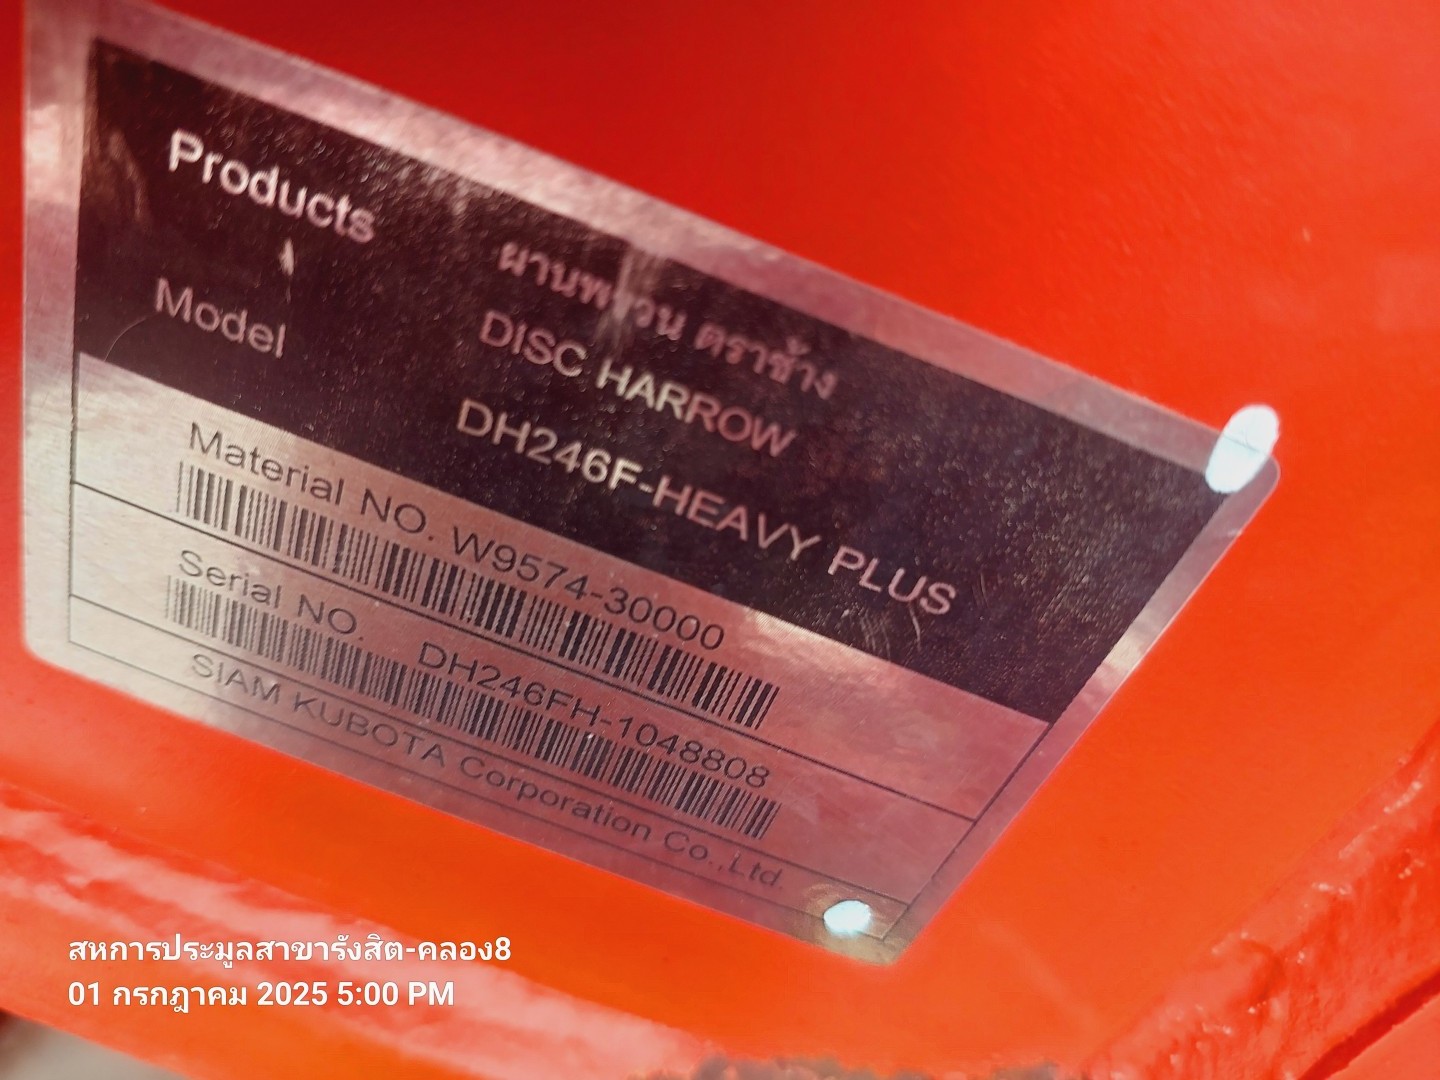 Products
ผานพรวน ตราช้าง
DISC HARROW
Model
DH246F-HEAVY PLUS
Material NO. W9574-30000
Serial NO. DH246FH-1048808
SIAM KUBOTA Corporation Co.,Ltd.
สหการประมูลสาขารังสิต-คลอง8
01 กรกฎาคม 2025 5:00 PM